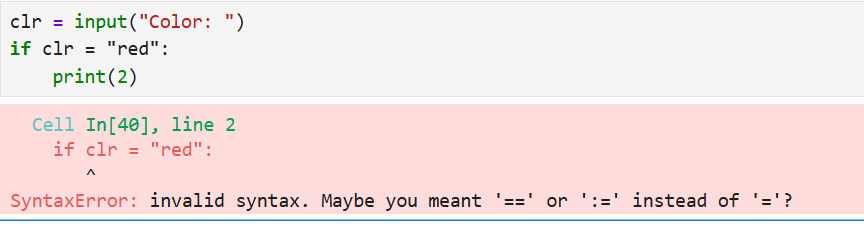 clr = input("Color: ")
if clr = "red":
    print(2)
Cell In[40], line 2
    if clr = "red":
       ^
SyntaxError: invalid syntax. Maybe you meant '==' or ':=' instead of '='?